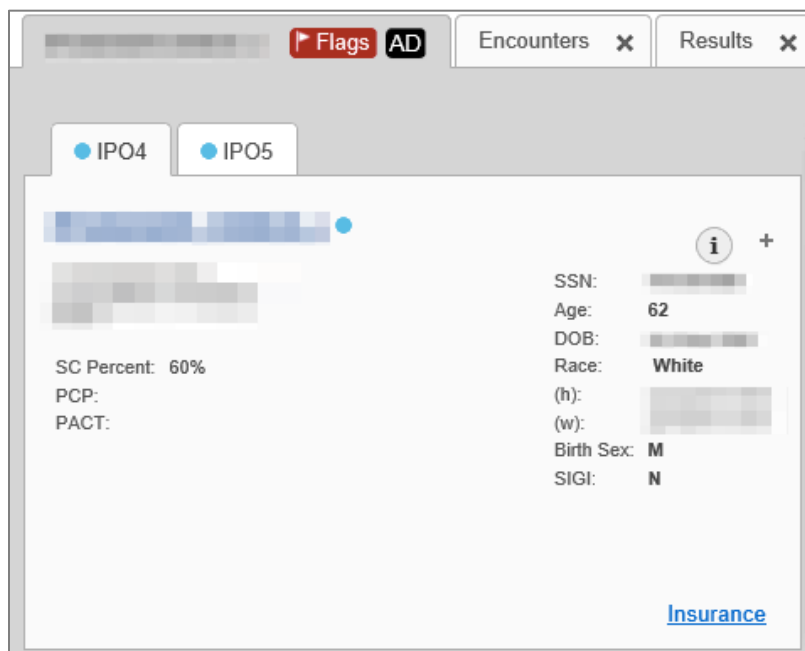 Flags AD Encounters Results
IPO4 IPO5
i +
SSN:
Age: 62
DOB:
SC Percent: 60%
Race: White
PCP:
(h):
PACT:
(w):
Birth Sex: M
SIGI: N
Insurance